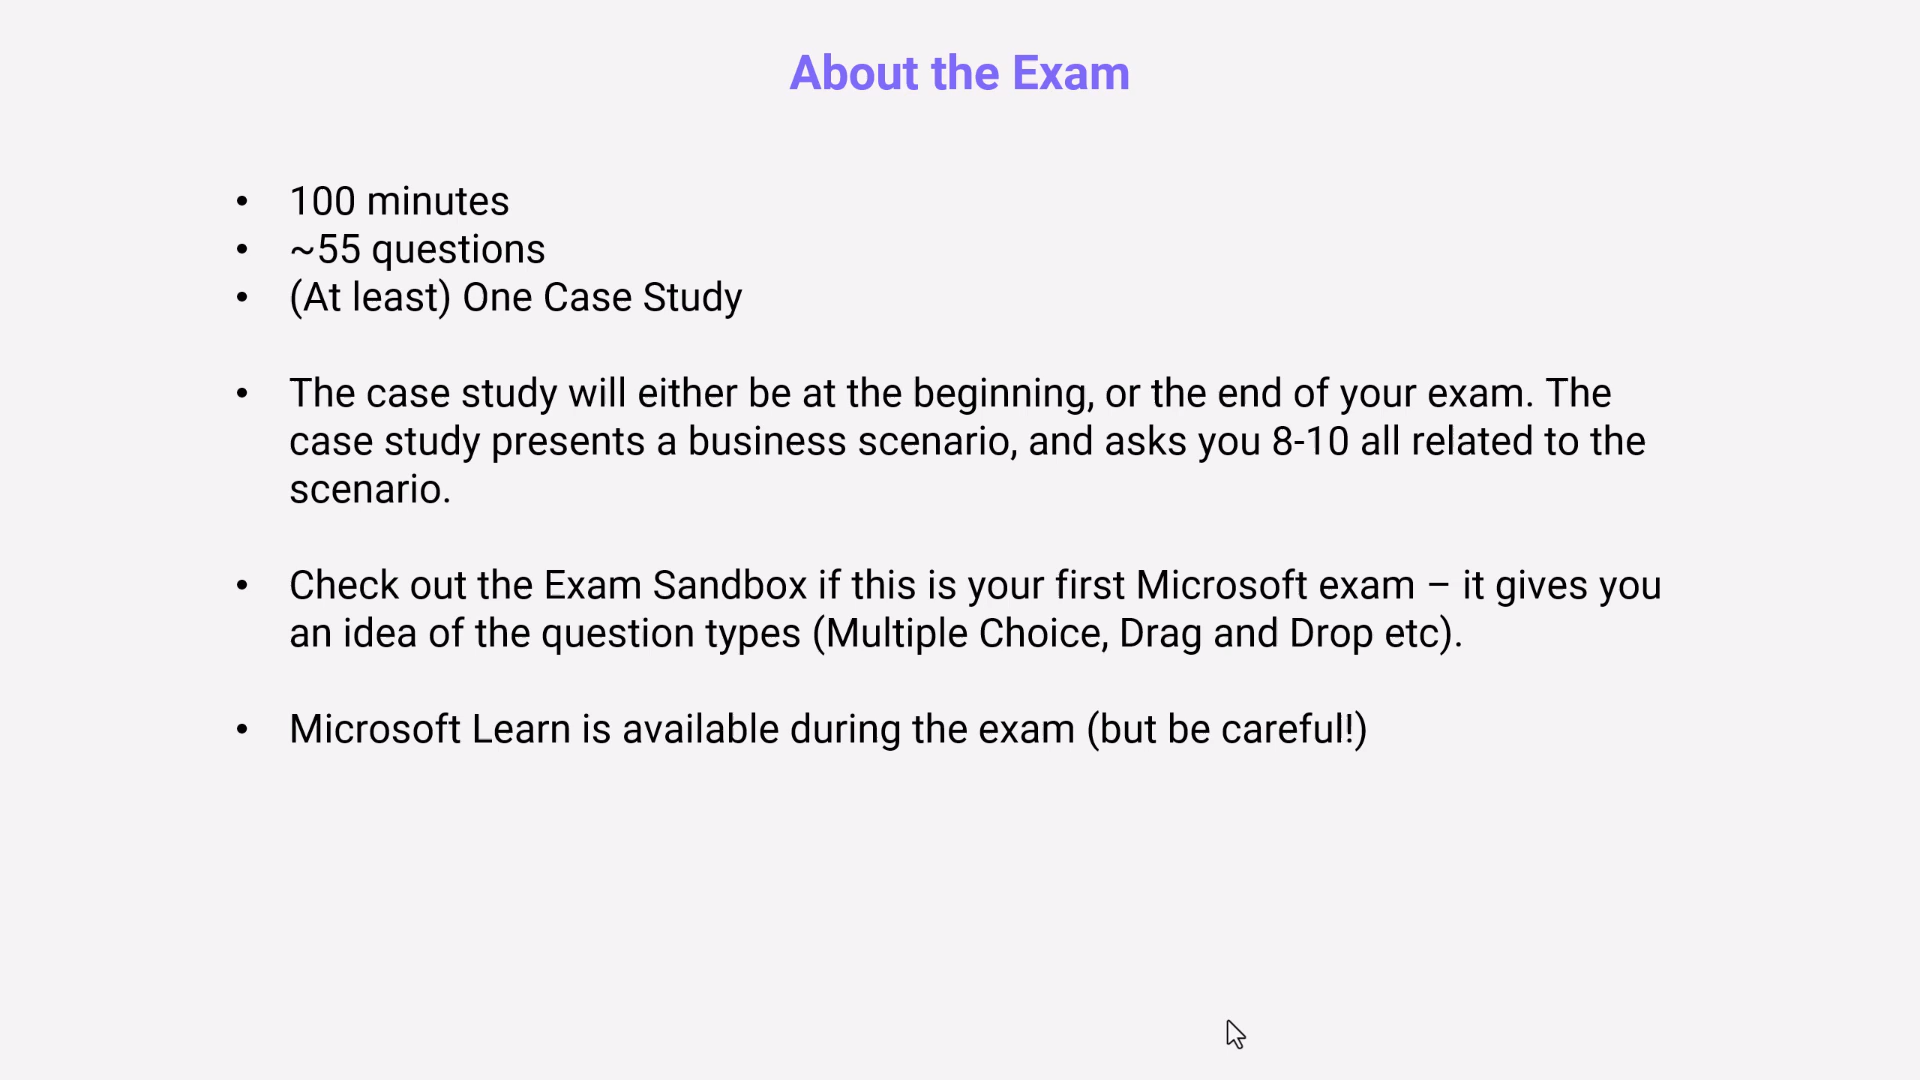 About the Exam
• 100 minutes
• ~55 questions
• (At least) One Case Study
• The case study will either be at the beginning, or the end of your exam. The
case study presents a business scenario, and asks you 8-10 all related to the
scenario.
• Check out the Exam Sandbox if this is your first Microsoft exam – it gives you
an idea of the question types (Multiple Choice, Drag and Drop etc).
• Microsoft Learn is available during the exam (but be careful!)